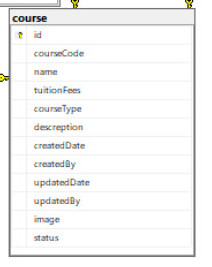 course
id
courseCode
name
tuitionFees
courseType
descreption
createdDate
createdBy
updatedDate
updatedBy
image
status